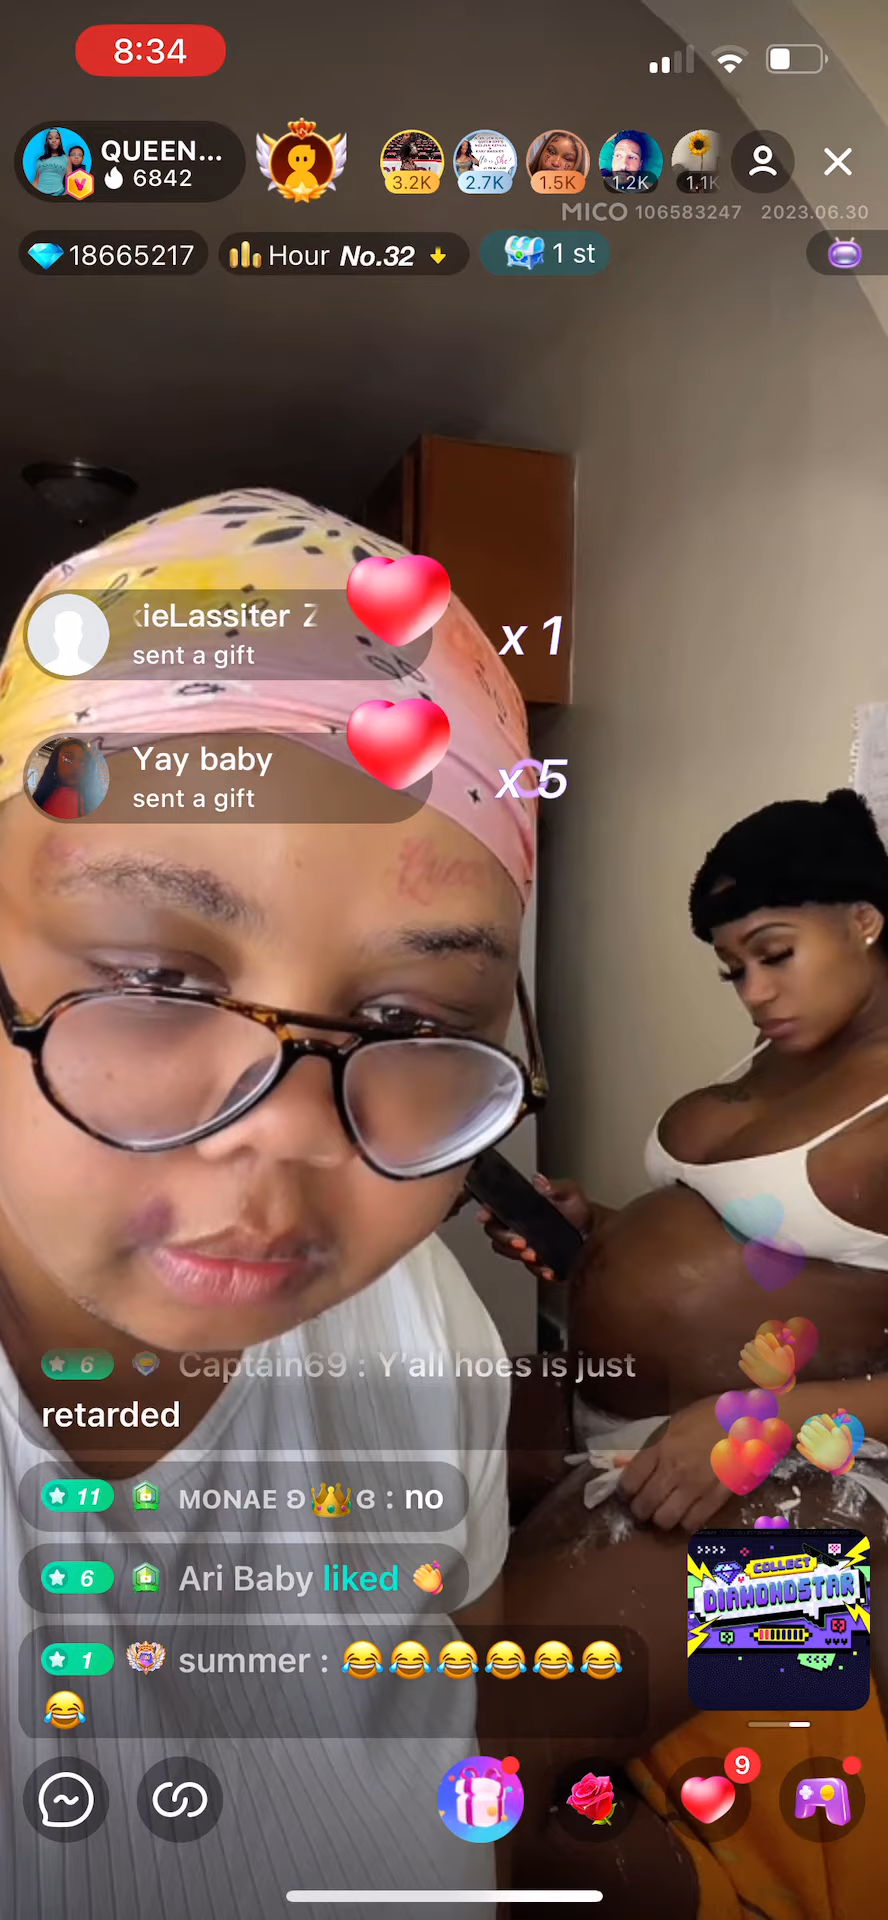 8:34
QUEEN...
6842
3.2K
2.7K
1.5K
1.2K
1.1K
MICO 106583247 2023.06.30
18665217
Hour No.32
1 st
kieLassiter Z
sent a gift
x 1
Yay baby
sent a gift
x 5
6 Captain69 : Y'all hoes is just
retarded
11 MONAE ʚ👑ɞ : no
6 Ari Baby liked 👏
1 summer : 😂😂😂😂😂😂
😂
COLLECT
DIAMONDSTAR
9